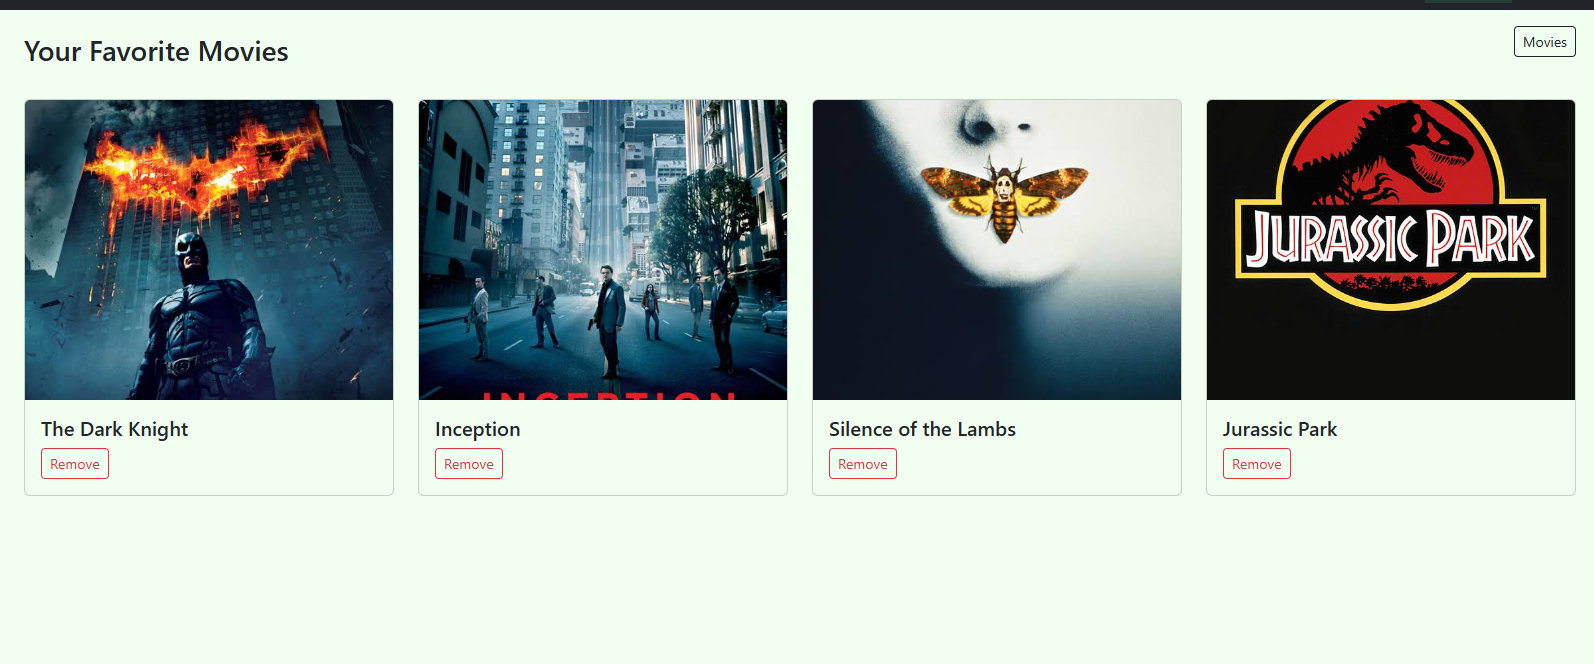 Your Favorite Movies
Movies
INCEPTION
JURASSIC PARK
The Dark Knight
Inception
Silence of the Lambs
Jurassic Park
Remove
Remove
Remove
Remove